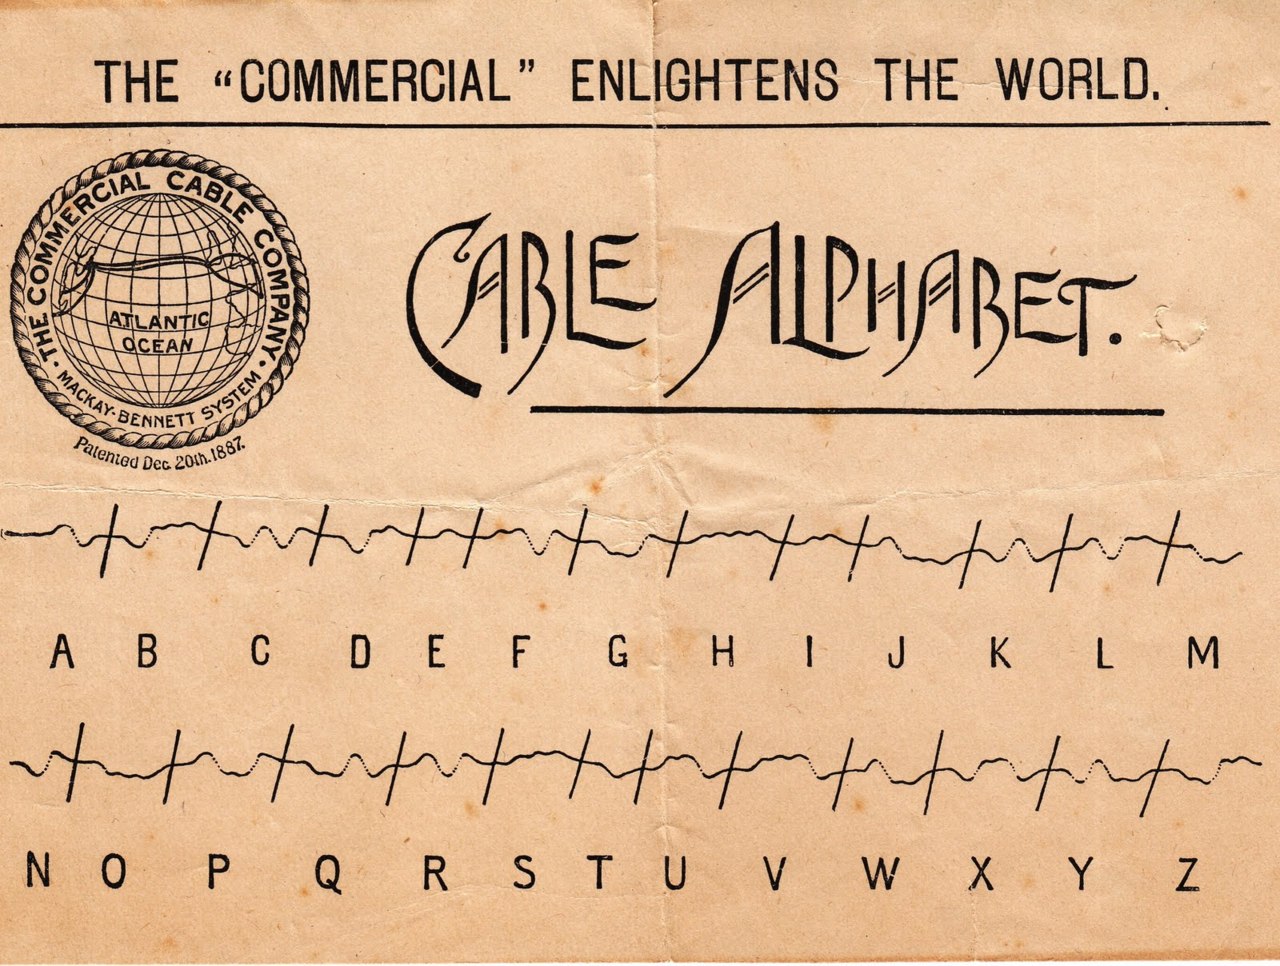 THE “COMMERCIAL” ENLIGHTENS THE WORLD.
THE COMMERCIAL CABLE COMPANY
ATLANTIC
OCEAN
MACKAY-BENNETT SYSTEM
Patented Dec. 20th. 1887.
CABLE ALPHABET.
A B C D E F G H I J K L M
N O P Q R S T U V W X Y Z